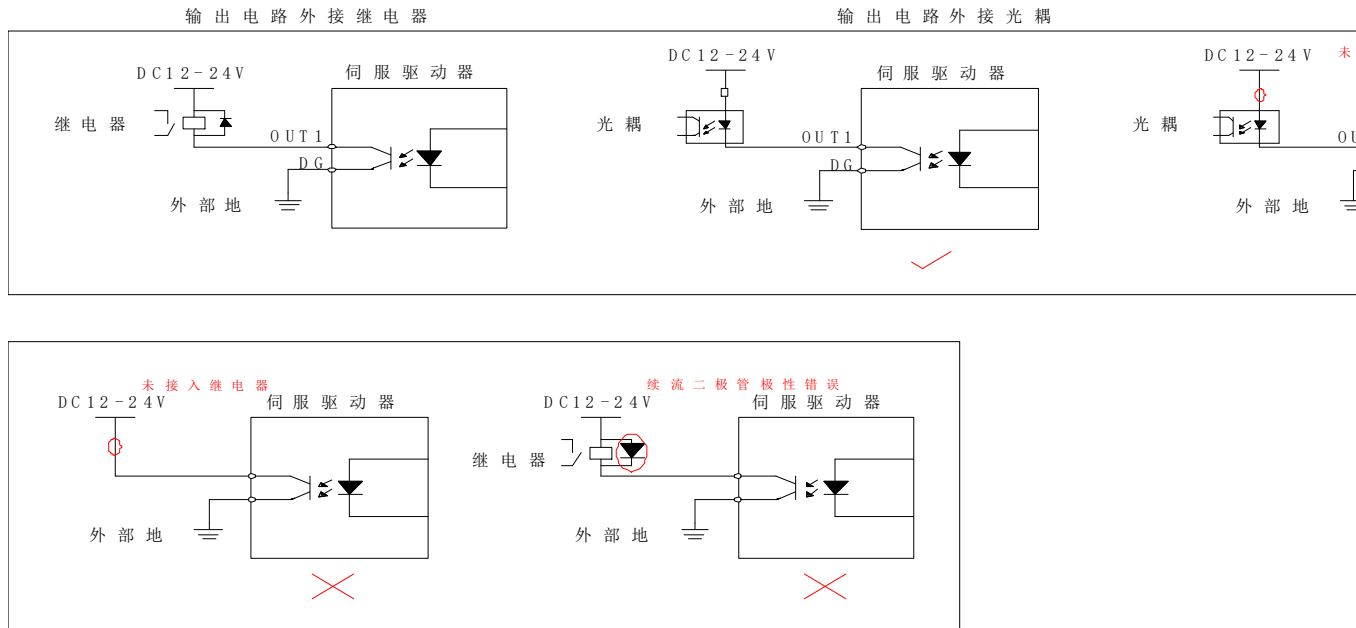 输出电路外接继电器
输出电路外接光耦
DC12-24V
伺服驱动器
继电器
OUT1
DG
外部地
DC12-24V
伺服驱动器
光耦
OUT1
DG
外部地
DC12-24V
未
光耦
OU
外部地
未接入继电器
DC12-24V
伺服驱动器
外部地
续流二极管极性错误
DC12-24V
伺服驱动器
继电器
外部地